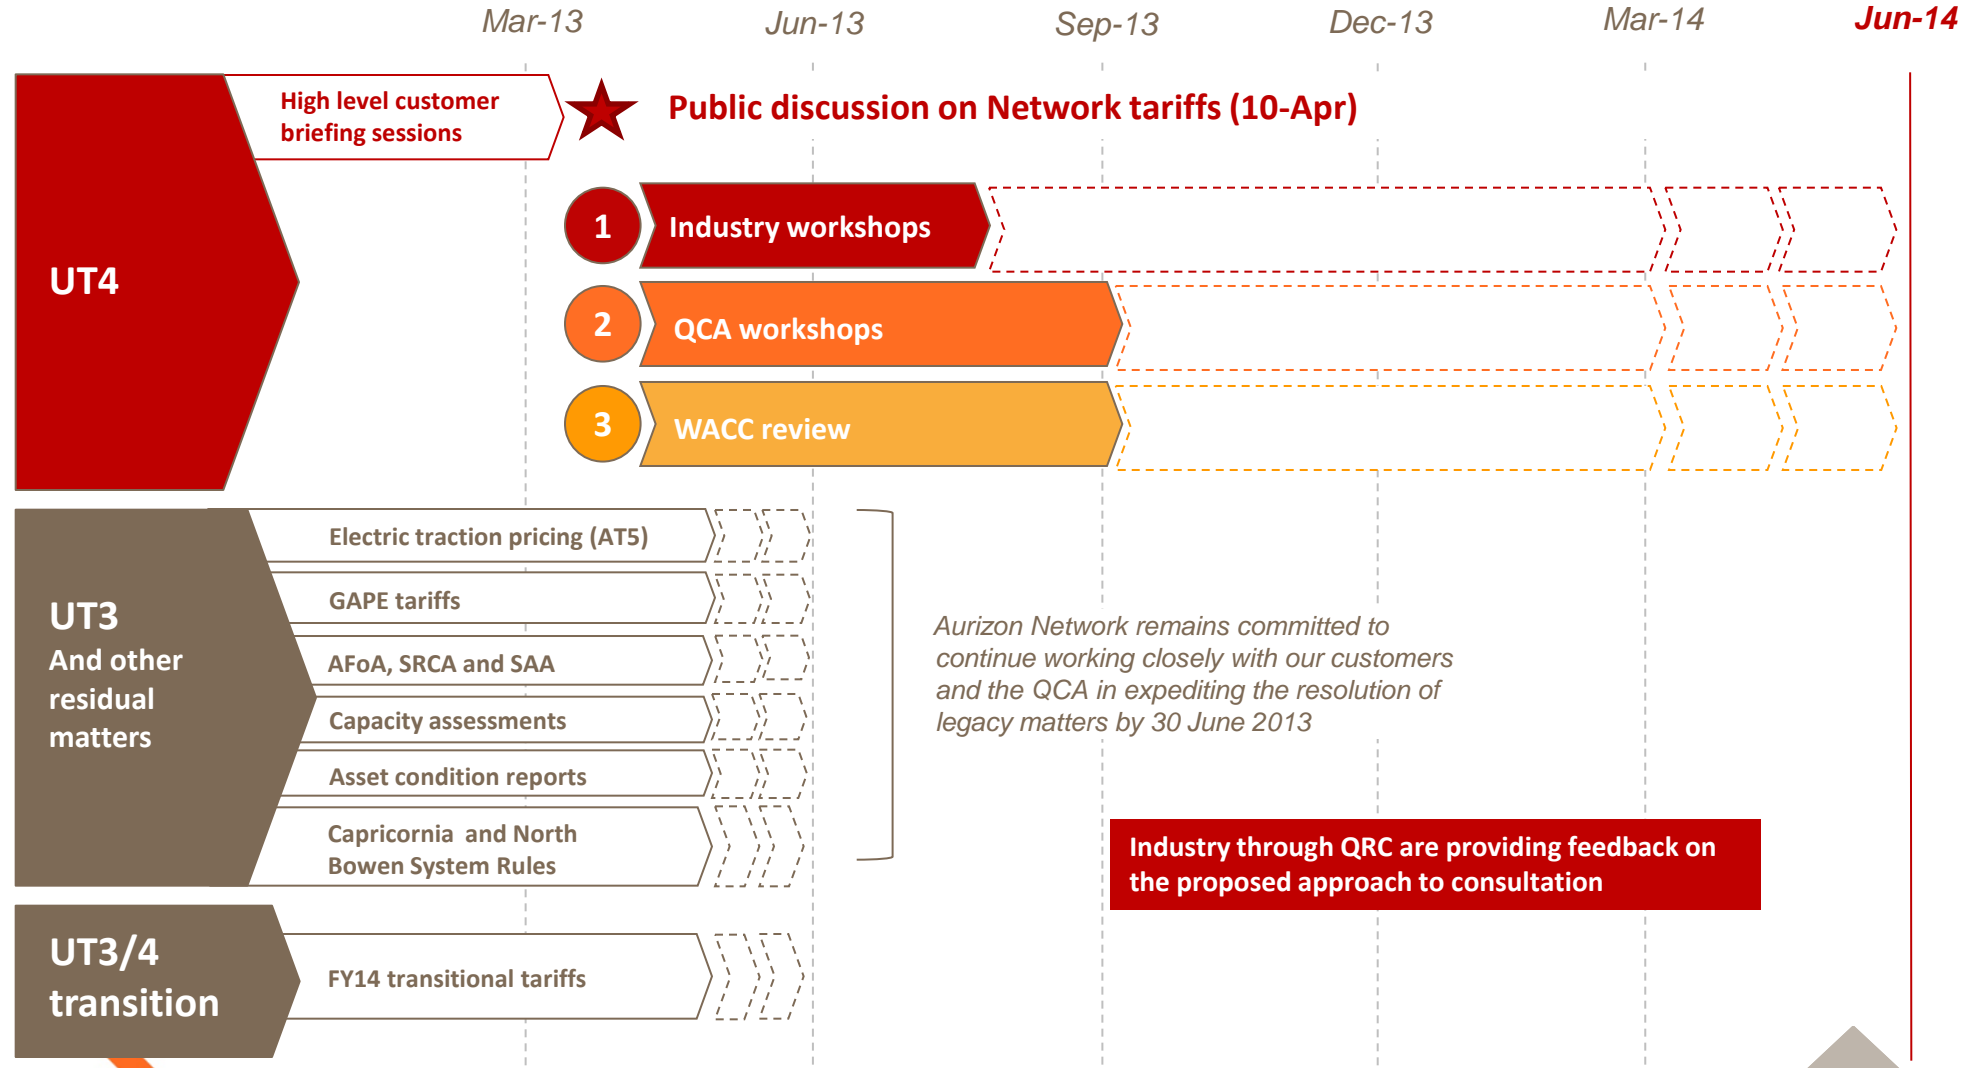 Mar-13 Jun-13 Sep-13 Dec-13 Mar-14 Jun-14
High level customer
briefing sessions
Public discussion on Network tariffs (10-Apr)
UT4
1 Industry workshops
2 QCA workshops
3 WACC review
UT3
And other
residual
matters
Electric traction pricing (AT5)
GAPE tariffs
AFoA, SRCA and SAA
Capacity assessments
Asset condition reports
Capricornia and North
Bowen System Rules
Aurizon Network remains committed to
continue working closely with our customers
and the QCA in expediting the resolution of
legacy matters by 30 June 2013
Industry through QRC are providing feedback on
the proposed approach to consultation
UT3/4
transition
FY14 transitional tariffs